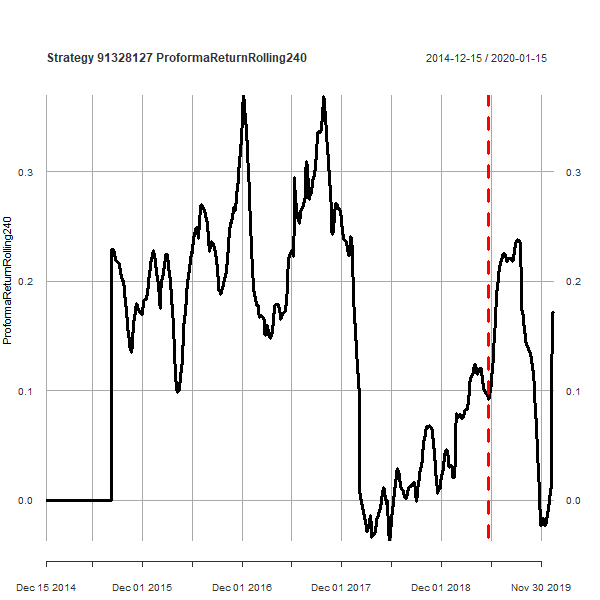 Strategy 91328127 ProformaReturnRolling240
2014-12-15 / 2020-01-15
ProformaReturnRolling240
0.3
0.3
0.2
0.2
0.1
0.1
0.0
0.0
Dec 15 2014
Dec 01 2015
Dec 01 2016
Dec 01 2017
Dec 01 2018
Nov 30 2019